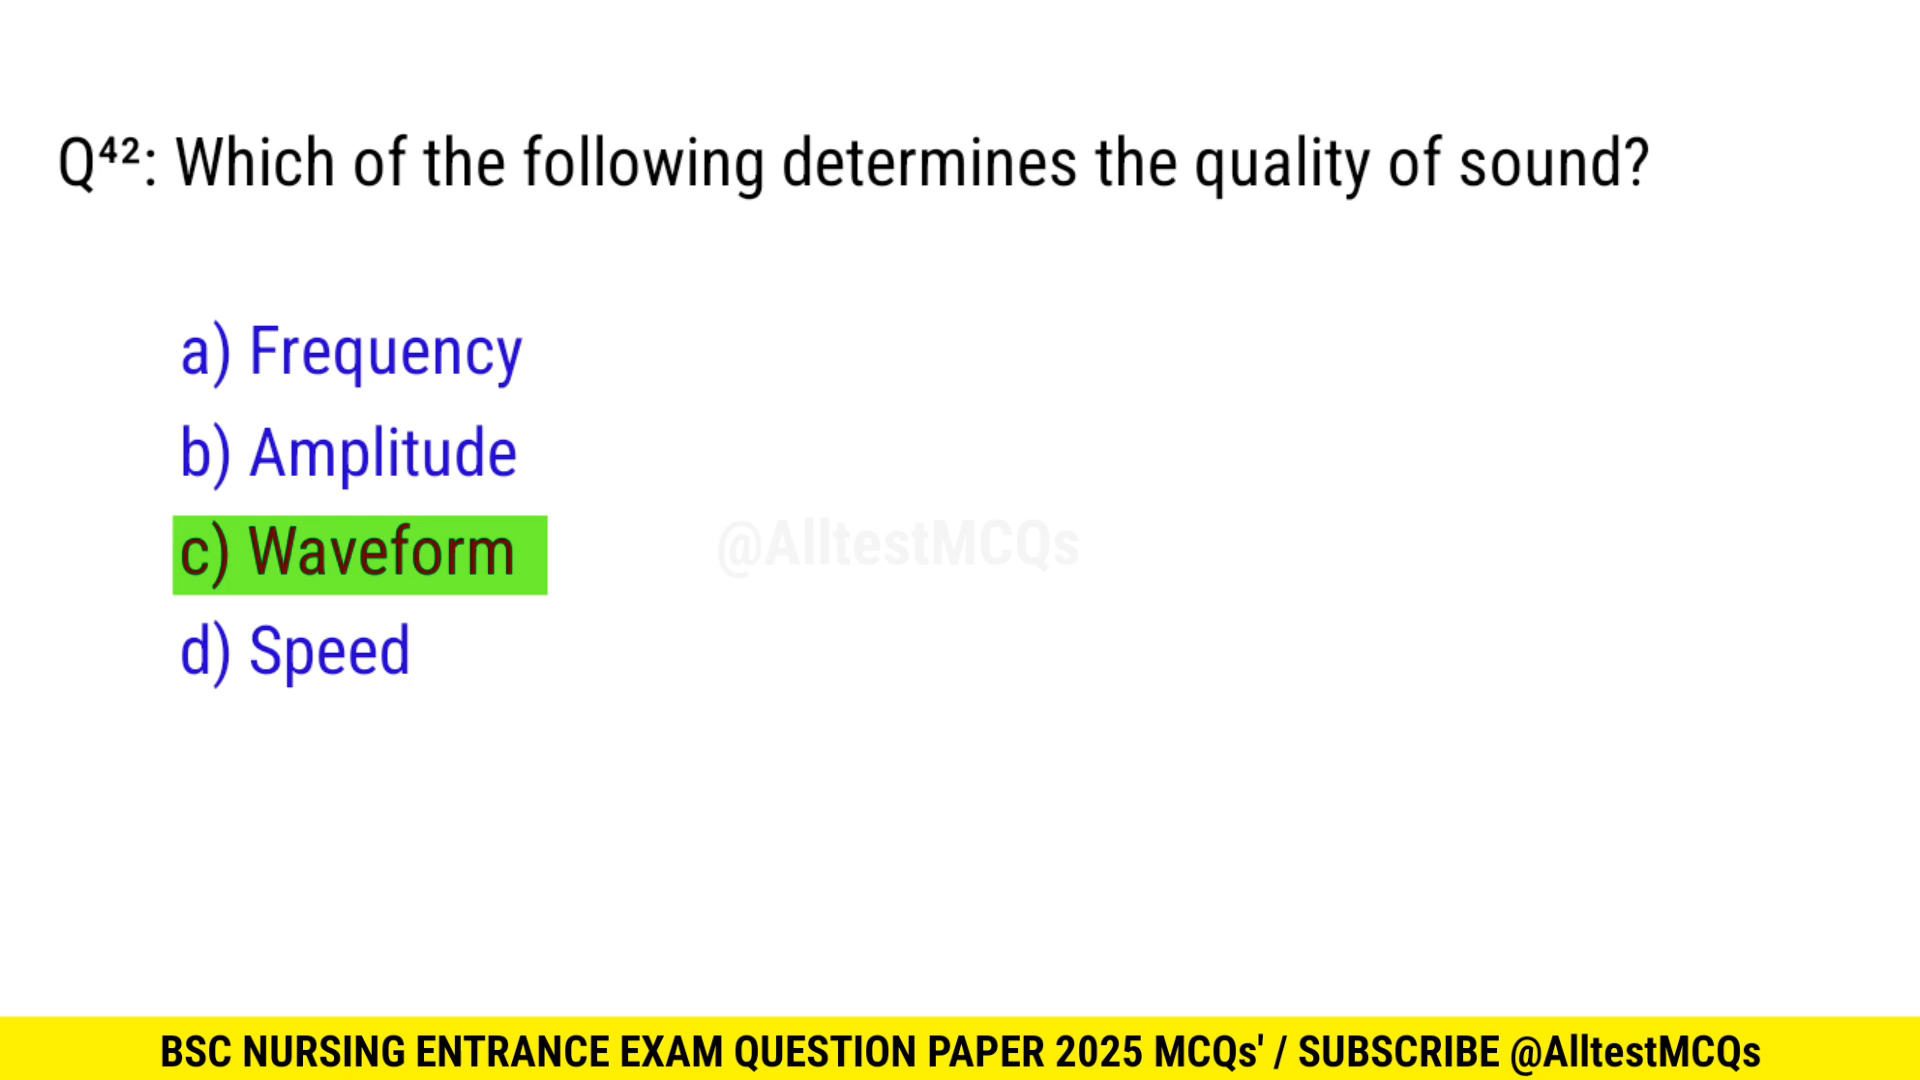 Q⁴²: Which of the following determines the quality of sound?
a) Frequency
b) Amplitude
c) Waveform
@AlltestMCQs
d) Speed
BSC NURSING ENTRANCE EXAM QUESTION PAPER 2025 MCQs' / SUBSCRIBE @AlltestMCQs